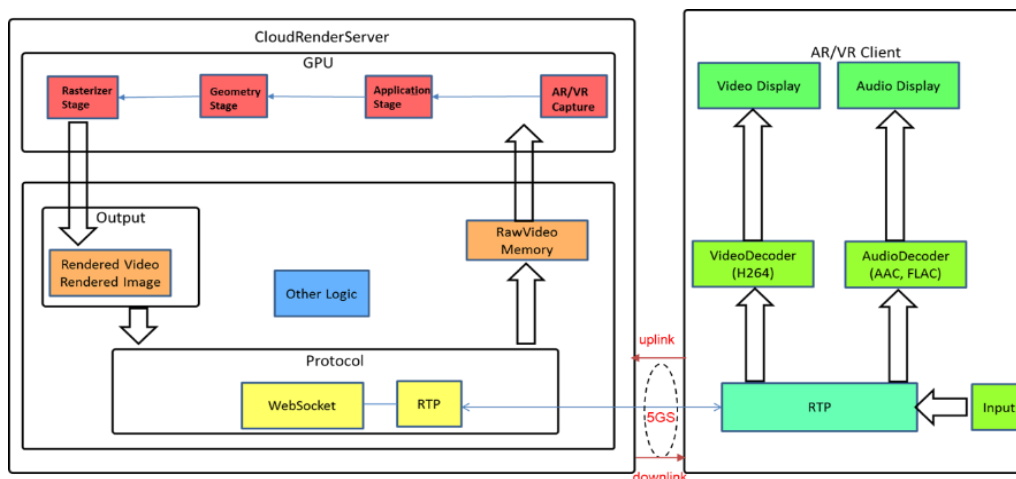 CloudRenderServer
GPU
Rasterizer
Stage
Geometry
Stage
Application
Stage
AR/VR
Capture
Output
Rendered Video
Rendered Image
RawVideo
Memory
Other Logic
Protocol
WebSocket
RTP
uplink
5GS
downlink
AR/VR Client
Video Display
Audio Display
VideoDecoder
(H264)
AudioDecoder
(AAC, FLAC)
RTP
Input